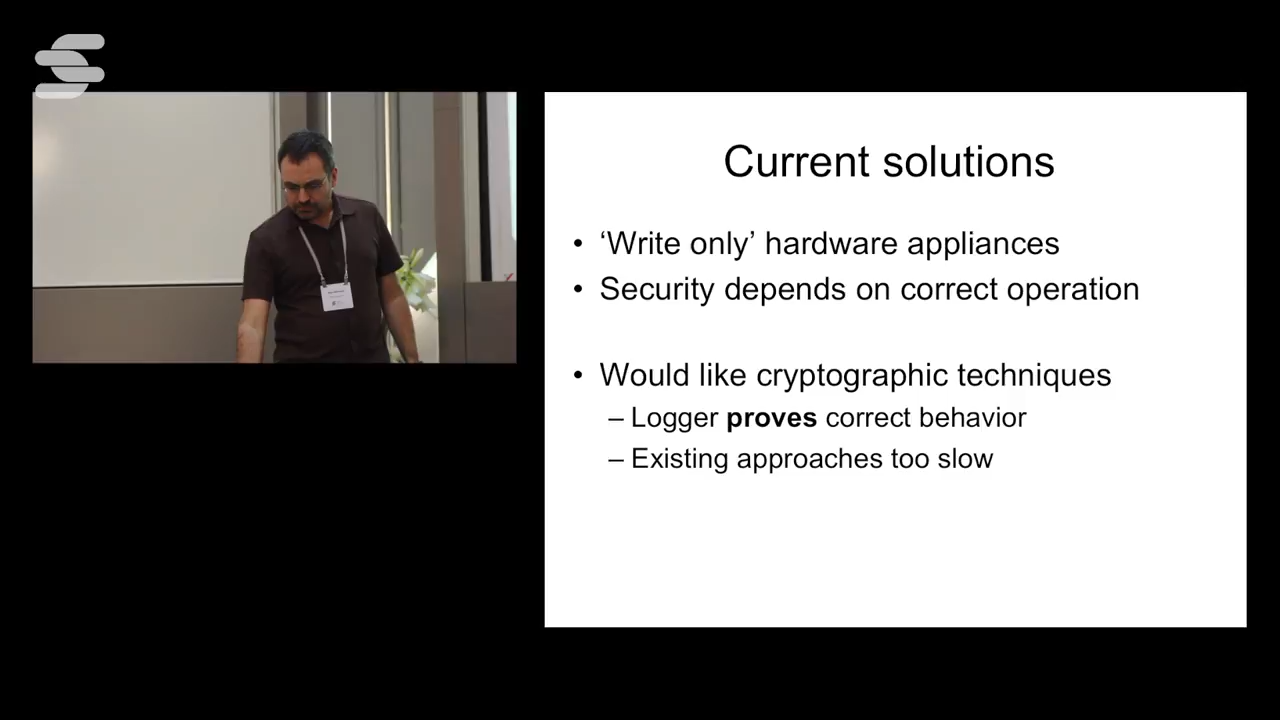 Current solutions
• ‘Write only’ hardware appliances
• Security depends on correct operation
• Would like cryptographic techniques
– Logger proves correct behavior
– Existing approaches too slow